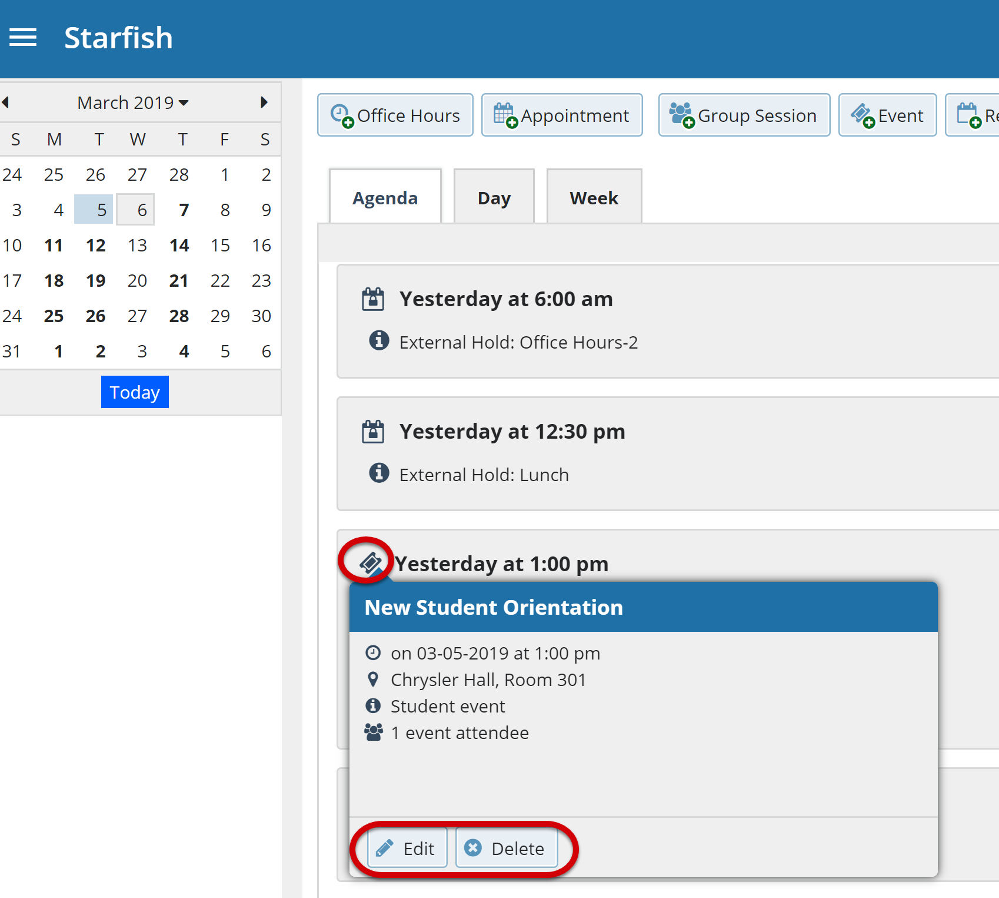 Starfish
March 2019
S M T W T F S
24 25 26 27 28 1 2
3 4 5 6 7 8 9
10 11 12 13 14 15 16
17 18 19 20 21 22 23
24 25 26 27 28 29 30
31 1 2 3 4 5 6
Today
Office Hours Appointment Group Session Event Re
Agenda Day Week
Yesterday at 6:00 am
External Hold: Office Hours-2
Yesterday at 12:30 pm
External Hold: Lunch
Yesterday at 1:00 pm
New Student Orientation
on 03-05-2019 at 1:00 pm
Chrysler Hall, Room 301
Student event
1 event attendee
Edit Delete